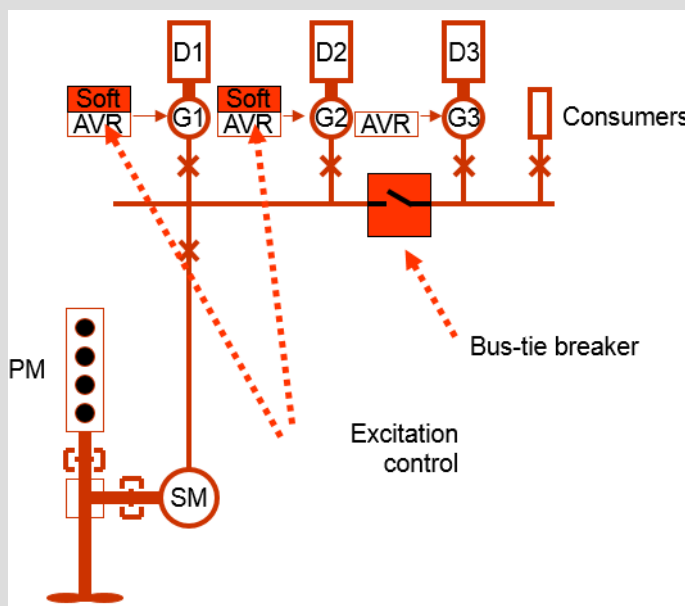 D1
D2
D3
Soft
AVR
G1
Soft
AVR
G2
AVR
G3
Consumers
Bus-tie breaker
PM
Excitation
control
SM